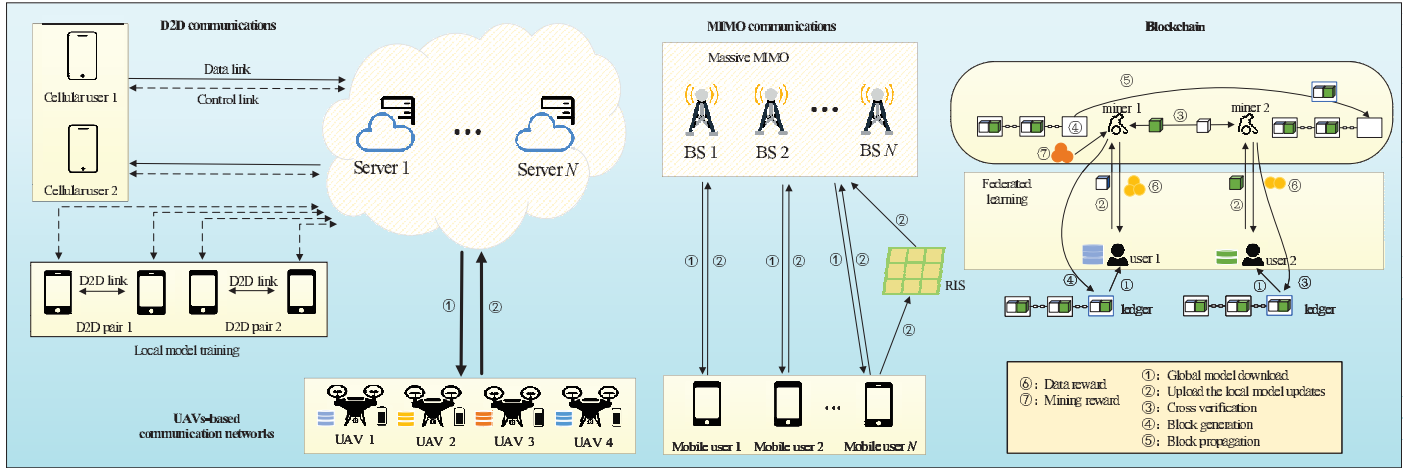 D2D communications
Cellular user 1
Cellular user 2
Data link
Control link
Server 1
...
Server N
D2D link
D2D link
D2D pair 1
D2D pair 2
Local model training
①
②
UAVs-based
communication networks
UAV 1
UAV 2
UAV 3
UAV 4
MIMO communications
Massive MIMO
BS 1
BS 2
...
BS N
①
②
①
②
①
②
②
RIS
②
Mobile user 1
Mobile user 2
...
Mobile user N
Blockchain
⑤
miner 1
③
miner 2
④
⑦
Federated
learning
②
⑥
②
⑥
user 1
user 2
④
①
ledger
①
③
ledger
⑥: Data reward
⑦: Mining reward
①: Global model download
②: Upload the local model updates
③: Cross verification
④: Block generation
⑤: Block propagation